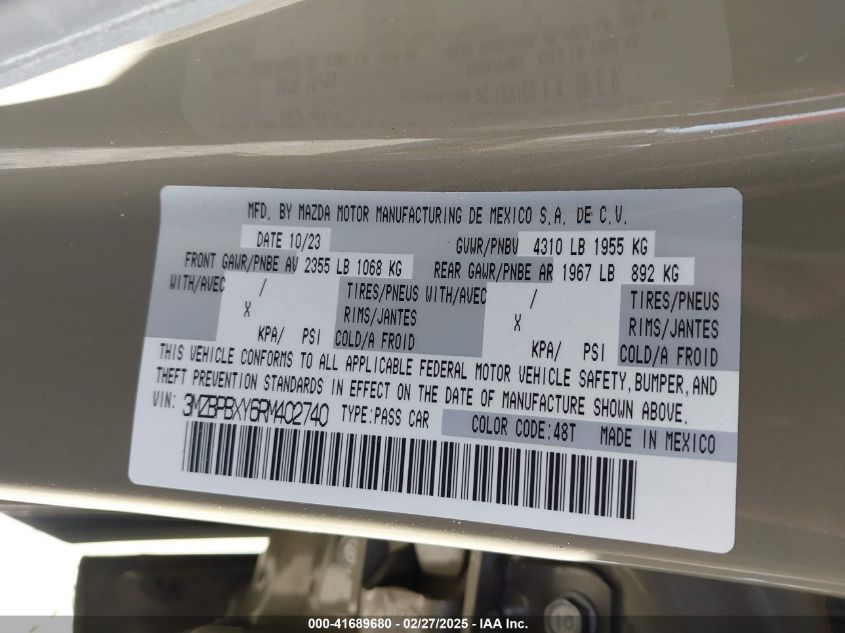 MFD. BY MAZDA MOTOR MANUFACTURING DE MEXICO S.A. DE C.V.
DATE 10/23 GVWR/PNBV 4310 LB 1955 KG
FRONT GAWR/PNBE AV 2355 LB 1068 KG REAR GAWR/PNBE AR 1967 LB 892 KG
WITH/AVEC / TIRES/PNEUS WITH/AVEC / TIRES/PNEUS
X RIMS/JANTES X RIMS/JANTES
KPA/ PSI COLD/A FROID KPA/ PSI COLD/A FROID
THIS VEHICLE CONFORMS TO ALL APPLICABLE FEDERAL MOTOR VEHICLE SAFETY, BUMPER, AND
THEFT PREVENTION STANDARDS IN EFFECT ON THE DATE OF MANUFACTURE SHOWN ABOVE.
VIN: 3MZBPBXY6RM402740 TYPE:PASS CAR COLOR CODE:48T MADE IN MEXICO
000-41689680 - 02/27/2025 - IAA Inc.